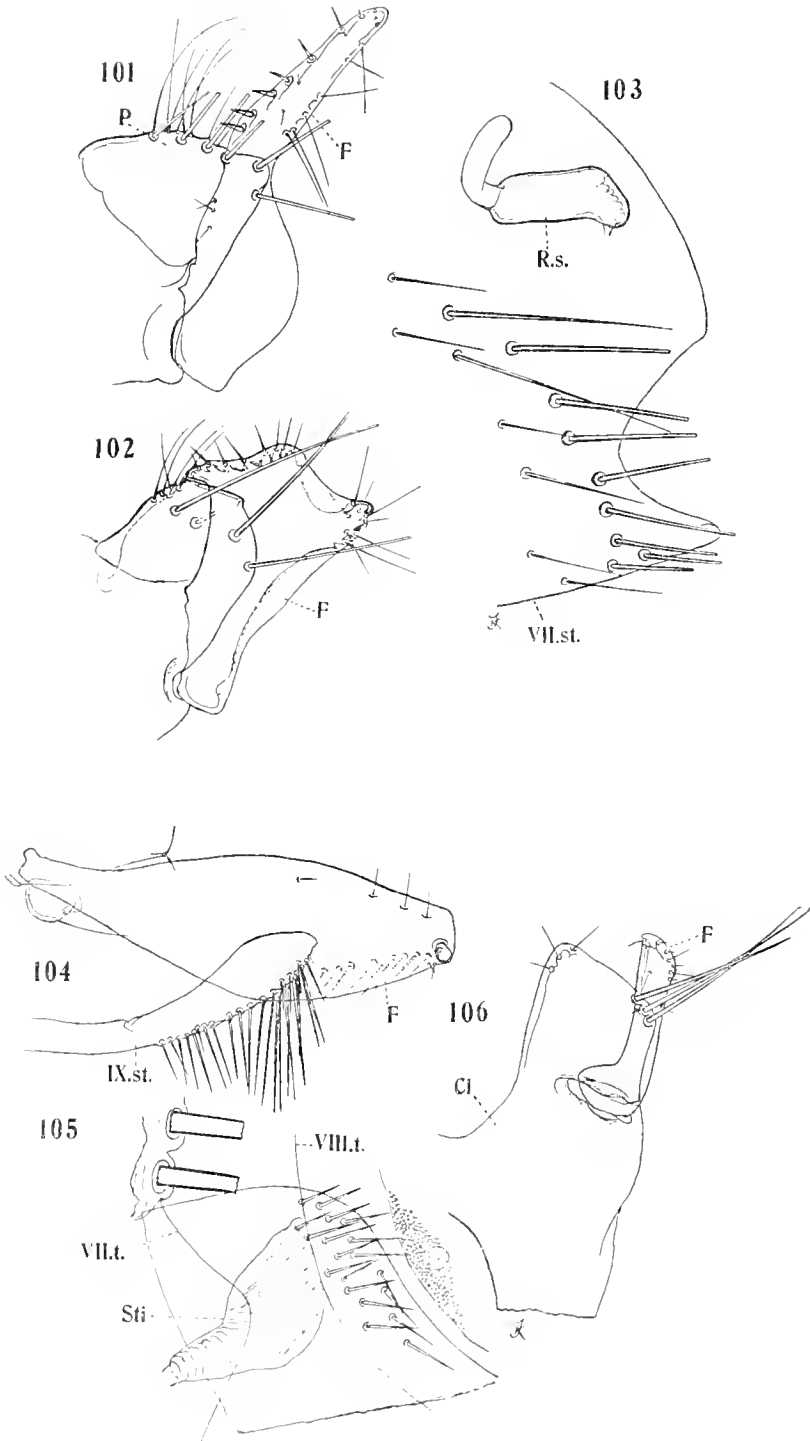 101
P.
F
103
R.s.
102
F
VII.st.
104
F
IX.st.
106
F
Cl
105
VIII.t.
VII.t.
Sti